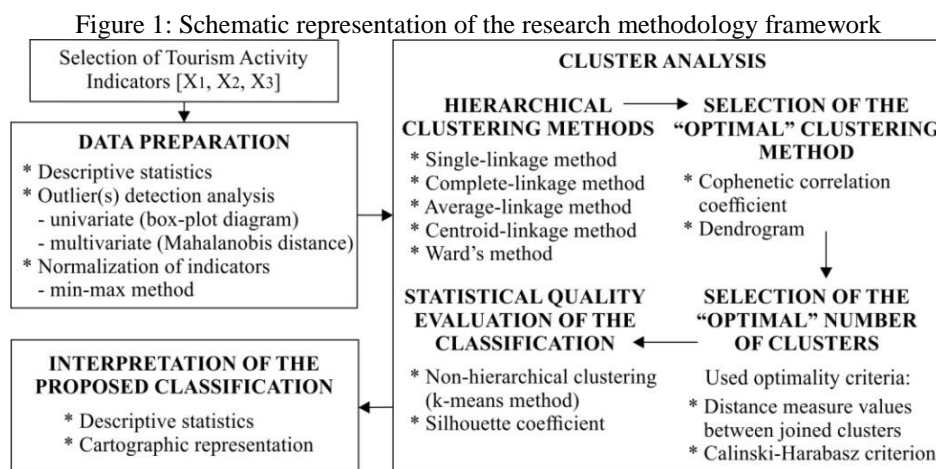 Figure 1: Schematic representation of the research methodology framework
Selection of Tourism Activity
Indicators [X1, X2, X3]
DATA PREPARATION
* Descriptive statistics
* Outlier(s) detection analysis
- univariate (box-plot diagram)
- multivariate (Mahalanobis distance)
* Normalization of indicators
- min-max method
CLUSTER ANALYSIS
HIERARCHICAL
CLUSTERING METHODS
* Single-linkage method
* Complete-linkage method
* Average-linkage method
* Centroid-linkage method
* Ward's method
SELECTION OF THE
“OPTIMAL” CLUSTERING
METHOD
* Cophenetic correlation
coefficient
* Dendrogram
SELECTION OF THE
“OPTIMAL” NUMBER
OF CLUSTERS
Used optimality criteria:
* Distance measure values
between joined clusters
* Calinski-Harabasz criterion
STATISTICAL QUALITY
EVALUATION OF THE
CLASSIFICATION
* Non-hierarchical clustering
(k-means method)
* Silhouette coefficient
INTERPRETATION OF THE
PROPOSED CLASSIFICATION
* Descriptive statistics
* Cartographic representation